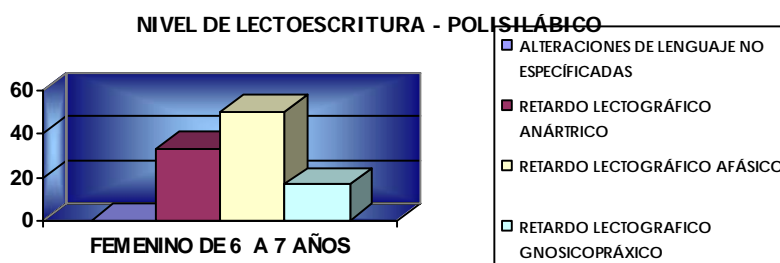 NIVEL DE LECTOESCRITURA - POLISILÁBICO
60
40
20
0
FEMENINO DE 6 A 7 AÑOS
ALTERACIONES DE LENGUAJE NO
ESPECÍFICADAS
RETARDO LECTOGRÁFICO
ANÁRTRICO
RETARDO LECTOGRÁFICO AFÁSICO
RETARDO LECTOGRAFICO
GNOSICOPRÁXICO